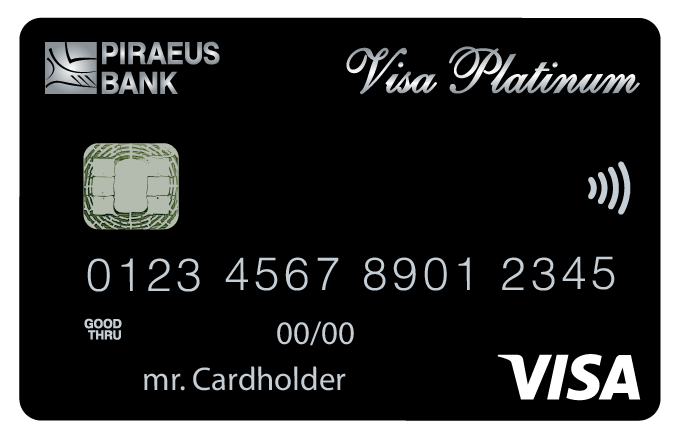 PIRAEUS
BANK
Visa Platinum
0123 4567 8901 2345
GOOD
THRU
00/00
mr. Cardholder
VISA